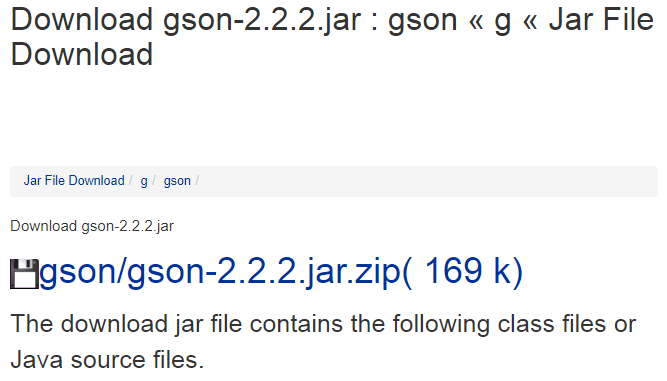 Download gson-2.2.2.jar : gson « g « Jar File
Download
Jar File Download / g / gson /
Download gson-2.2.2.jar
gson/gson-2.2.2.jar.zip( 169 k)
The download jar file contains the following class files or
Java source files.